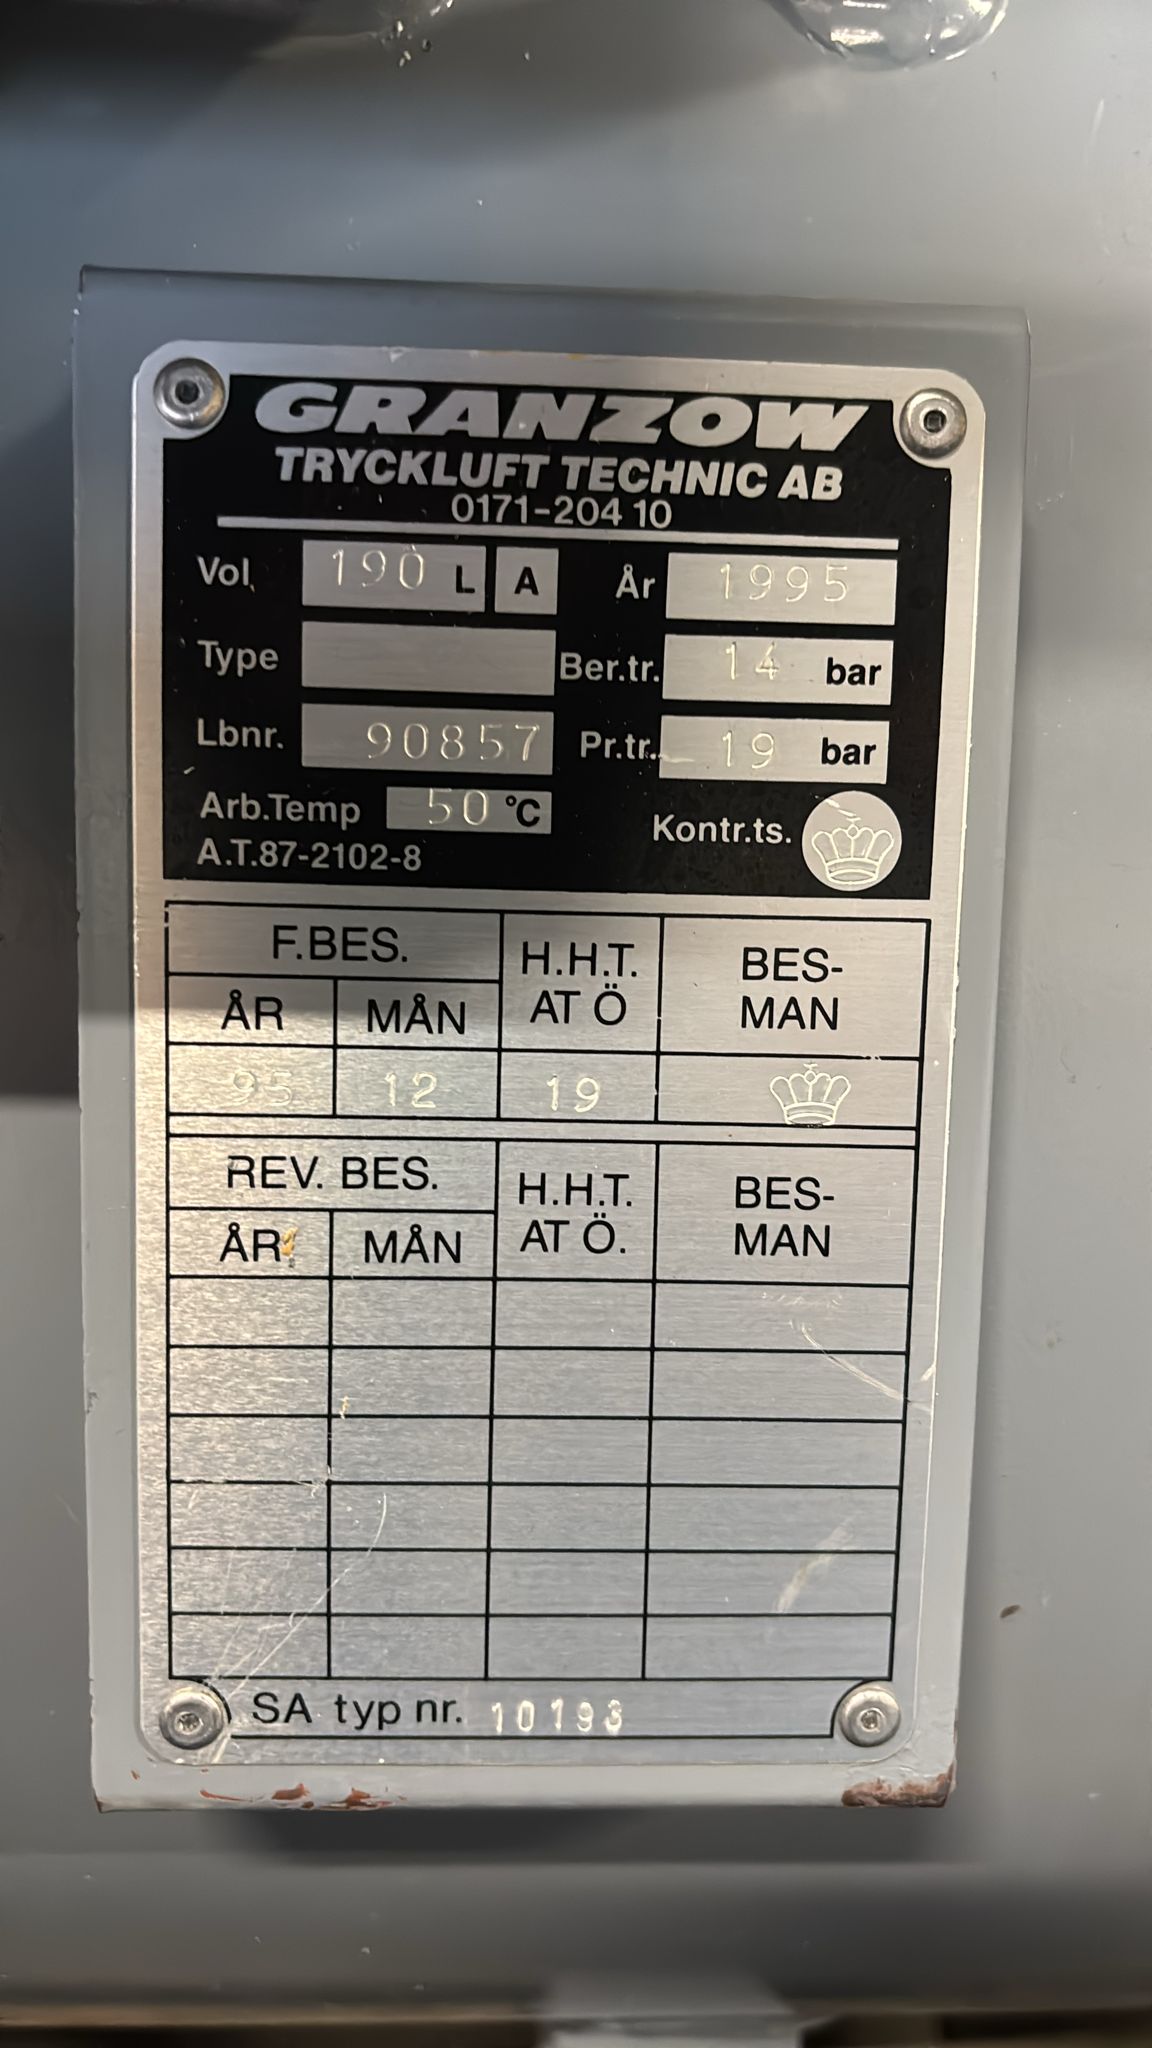 GRANZOW
TRYCKLUFT TECHNIC AB
0171-204 10
Vol. 190 L A År 1995
Type Ber.tr. 14 bar
Lbnr. 90857 Pr.tr. 19 bar
Arb.Temp 50 °C Kontr.ts.
A.T.87-2102-8
F.BES. H.H.T. AT Ö BES-MAN
ÅR MÅN
95 12 19
REV. BES. H.H.T. AT Ö. BES-MAN
ÅR MÅN
SA typ nr. 10193